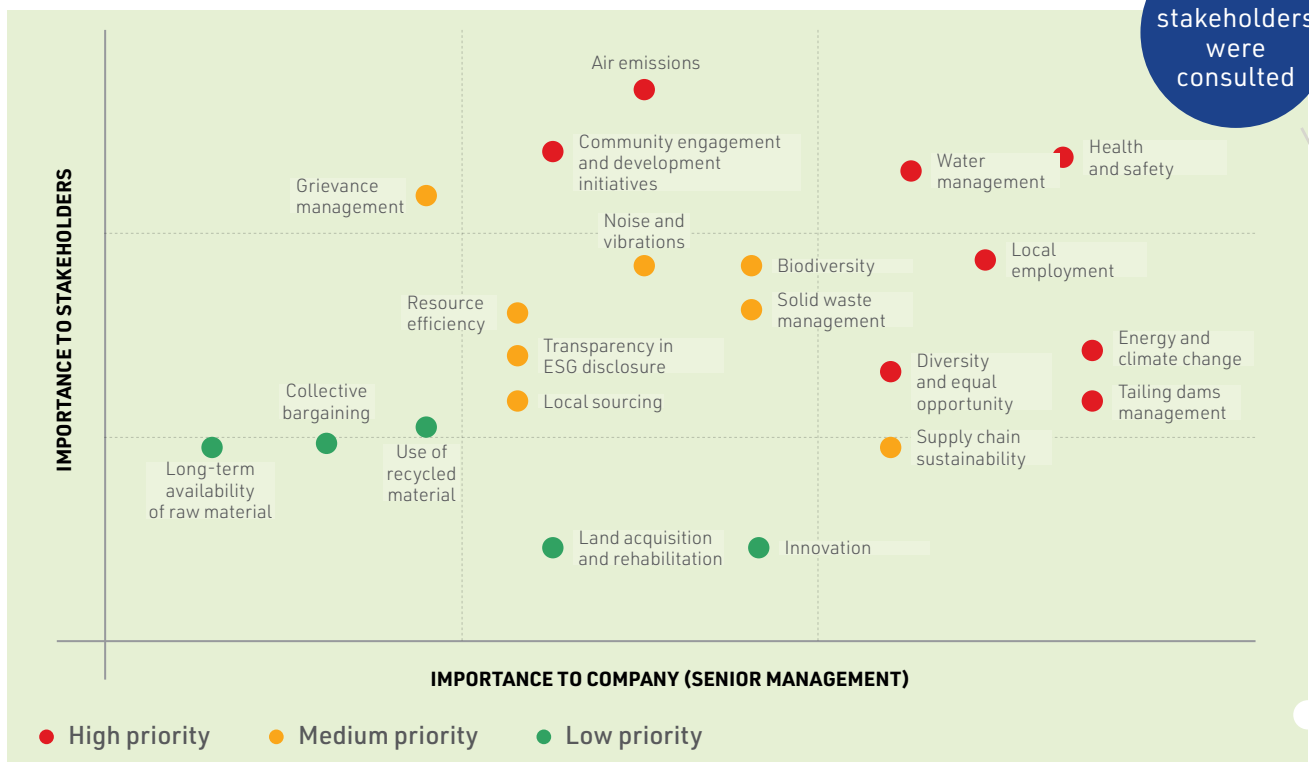 stakeholders
were
consulted
Air emissions
Community engagement
and development
initiatives
Water
management
Health
and safety
Grievance
management
Noise and
vibrations
Biodiversity
Local
employment
Resource
efficiency
Solid waste
management
Transparency in
ESG disclosure
Energy and
climate change
Diversity
and equal
opportunity
Collective
bargaining
Local sourcing
Tailing dams
management
Supply chain
sustainability
Use of
recycled
material
Long-term
availability
of raw material
Land acquisition
and rehabilitation
Innovation
IMPORTANCE TO STAKEHOLDERS
IMPORTANCE TO COMPANY (SENIOR MANAGEMENT)
High priority
Medium priority
Low priority